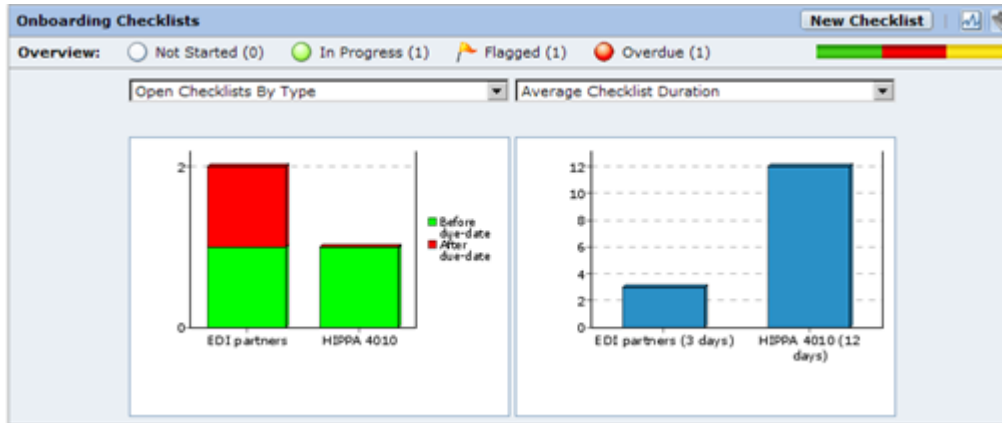 Onboarding Checklists New Checklist
Overview: Not Started (0) In Progress (1) Flagged (1) Overdue (1)
Open Checklists By Type Average Checklist Duration
2
0
EDI partners HIPPA 4010
Before
due-date
After
due-date
12
10
8
6
4
2
0
EDI partners (3 days) HIPPA 4010 (12
days)